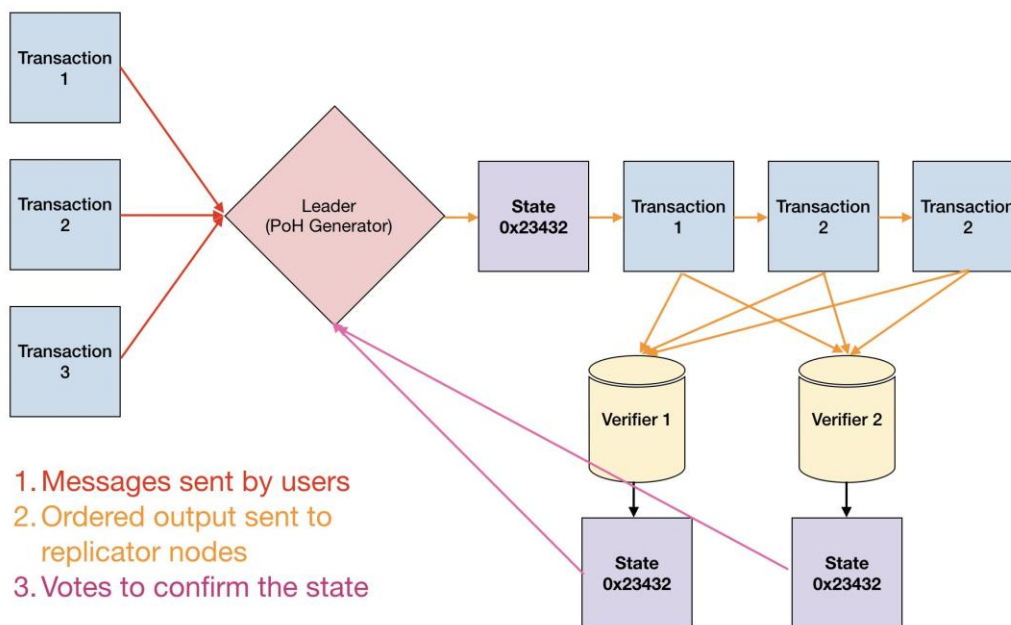 Transaction
1
Transaction
2
Transaction
3
Leader
(PoH Generator)
State
0x23432
Transaction
1
Transaction
2
Transaction
2
Verifier 1
Verifier 2
State
0x23432
State
0x23432
1. Messages sent by users
2. Ordered output sent to
replicator nodes
3. Votes to confirm the state